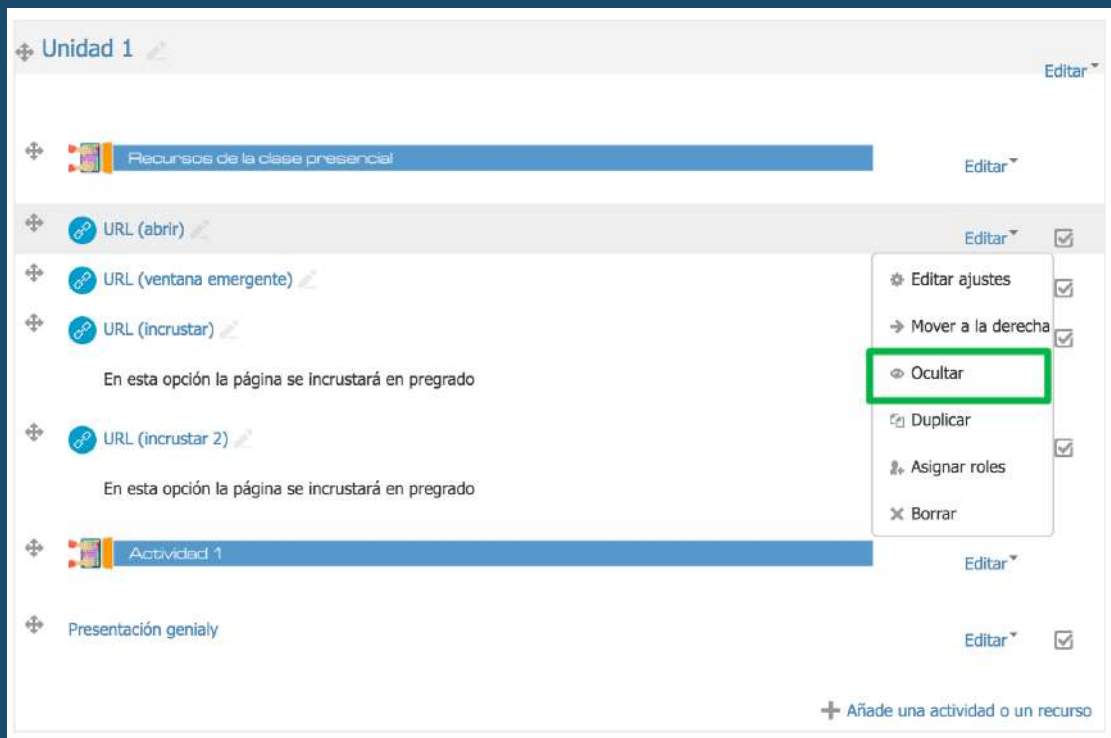 Unidad 1
Editar
Recursos de la clase presencial
Editar
URL (abrir)
Editar
URL (ventana emergente)
Editar ajustes
Mover a la derecha
URL (incrustar)
En esta opción la página se incrustará en pregrado
Ocultar
Duplicar
URL (incrustar 2)
Asignar roles
En esta opción la página se incrustará en pregrado
Borrar
Actividad 1
Editar
Presentación genialy
Editar
Añade una actividad o un recurso